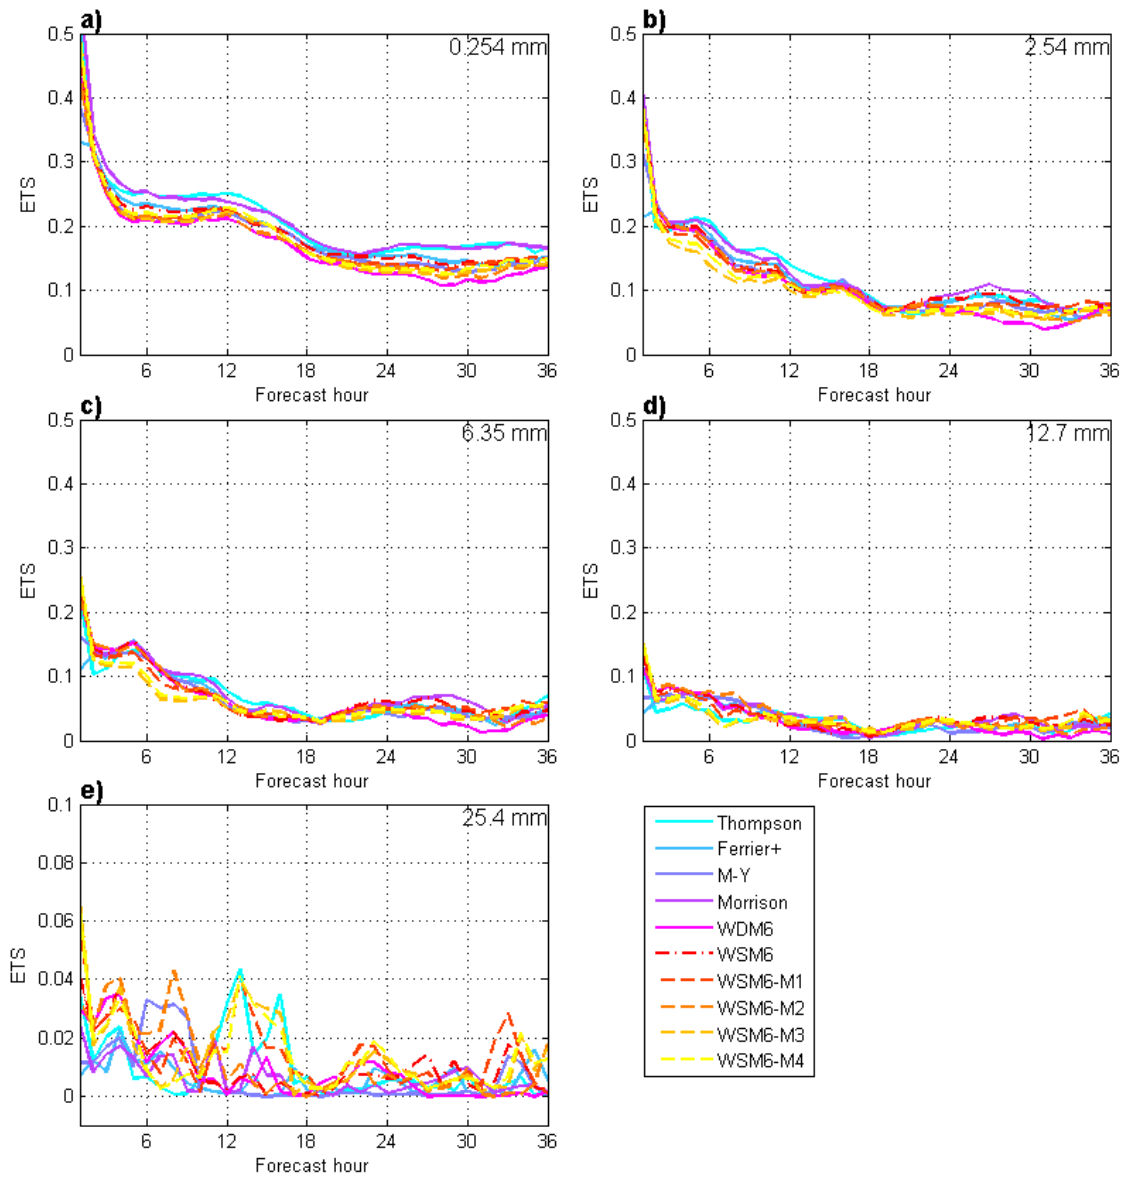 a)
0.254 mm
0.5
0.4
0.3
0.2
0.1
0
ETS
6 12 18 24 30 36
Forecast hour
b)
2.54 mm
0.5
0.4
0.3
0.2
0.1
0
ETS
6 12 18 24 30 36
Forecast hour
c)
6.35 mm
0.5
0.4
0.3
0.2
0.1
0
ETS
6 12 18 24 30 36
Forecast hour
d)
12.7 mm
0.5
0.4
0.3
0.2
0.1
0
ETS
6 12 18 24 30 36
Forecast hour
e)
25.4 mm
0.1
0.08
0.06
0.04
0.02
0
ETS
6 12 18 24 30 36
Forecast hour
Thompson
Ferrier+
M-Y
Morrison
WDM6
WSM6
WSM6-M1
WSM6-M2
WSM6-M3
WSM6-M4